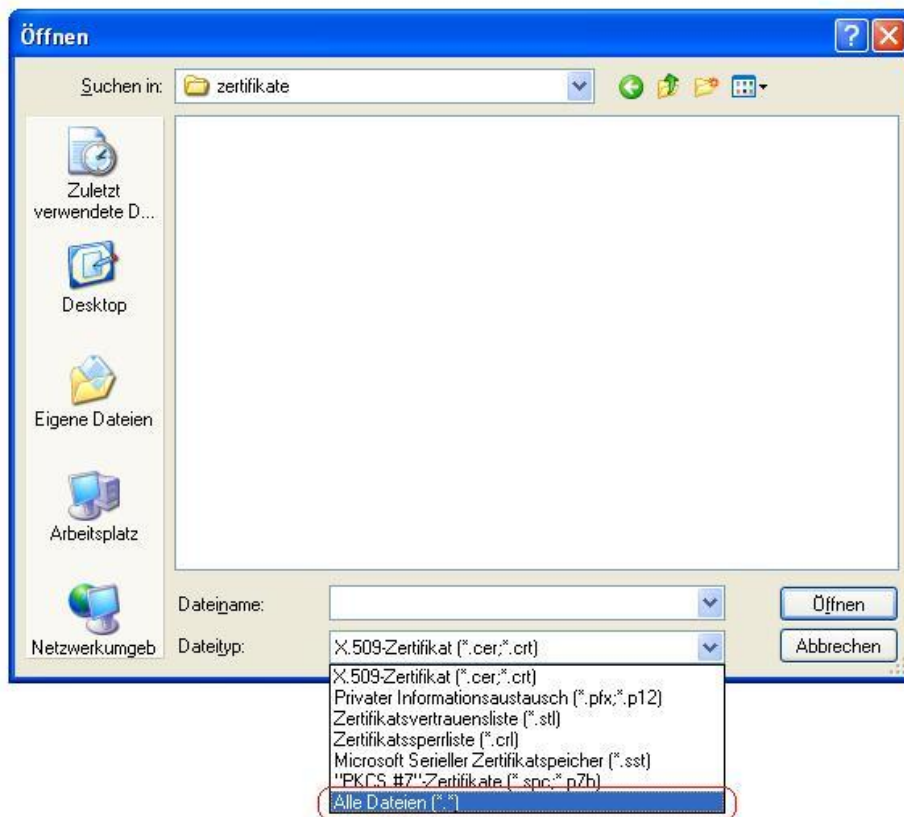 Öffnen
Suchen in: zertifikate
Zuletzt
verwendete D...
Desktop
Eigene Dateien
Arbeitsplatz
Netzwerkumgeb
Dateiname:
Öffnen
Dateityp: X.509-Zertifikat (*.cer;*.crt)
Abbrechen
X.509-Zertifikat (*.cer;*.crt)
Privater Informationsaustausch (*.pfx;*.p12)
Zertifikatsvertrauensliste (*.stl)
Zertifikatssperrliste (*.crl)
Microsoft Serieller Zertifikatspeicher (*.sst)
"PKCS #7"-Zertifikate (*.spc;*.p7b)
Alle Dateien (*.*)